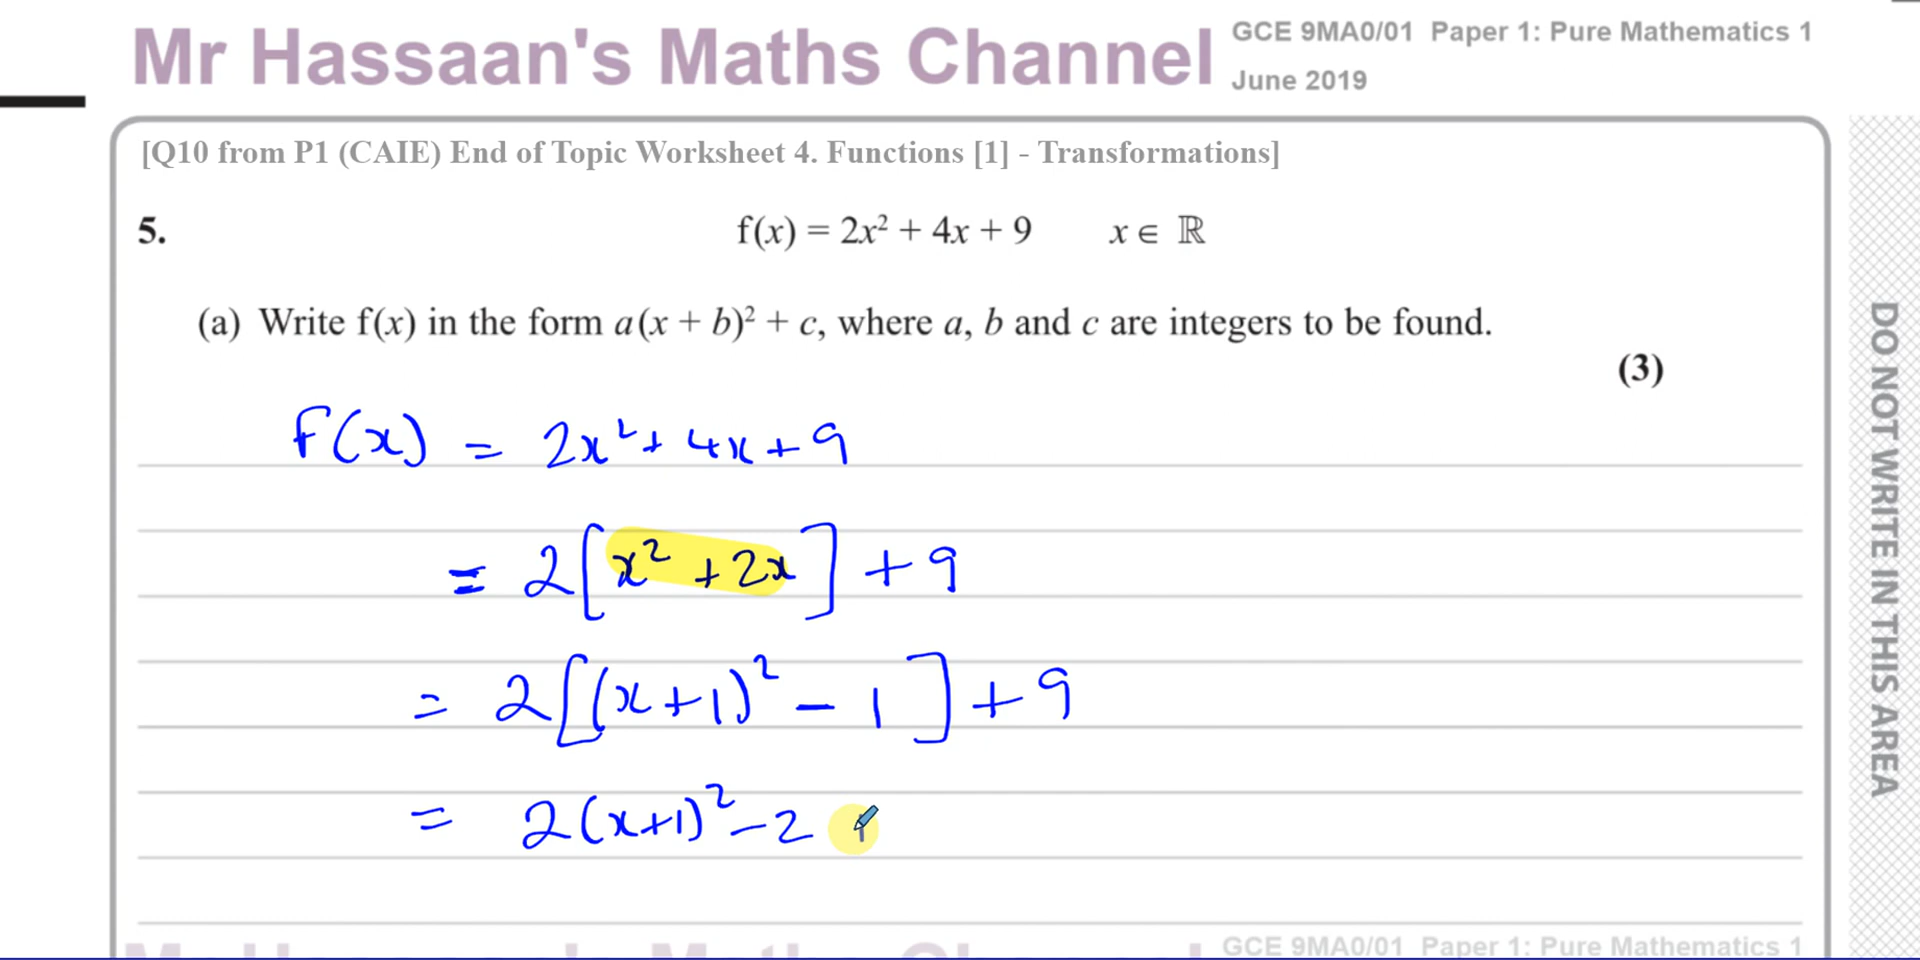 Mr Hassaan's Maths Channel
GCE 9MA0/01 Paper 1: Pure Mathematics 1
June 2019
[Q10 from P1 (CAIE) End of Topic Worksheet 4. Functions [1] - Transformations]
5. f(x) = 2x² + 4x + 9 x ∈ ℝ
(a) Write f(x) in the form a(x + b)² + c, where a, b and c are integers to be found.
(3)
f(x) = 2x² + 4x + 9
= 2[x² + 2x] + 9
= 2[(x+1)² - 1] + 9
= 2(x+1)² - 2
DO NOT WRITE IN THIS AREA
GCE 9MA0/01 Paper 1: Pure Mathematics 1